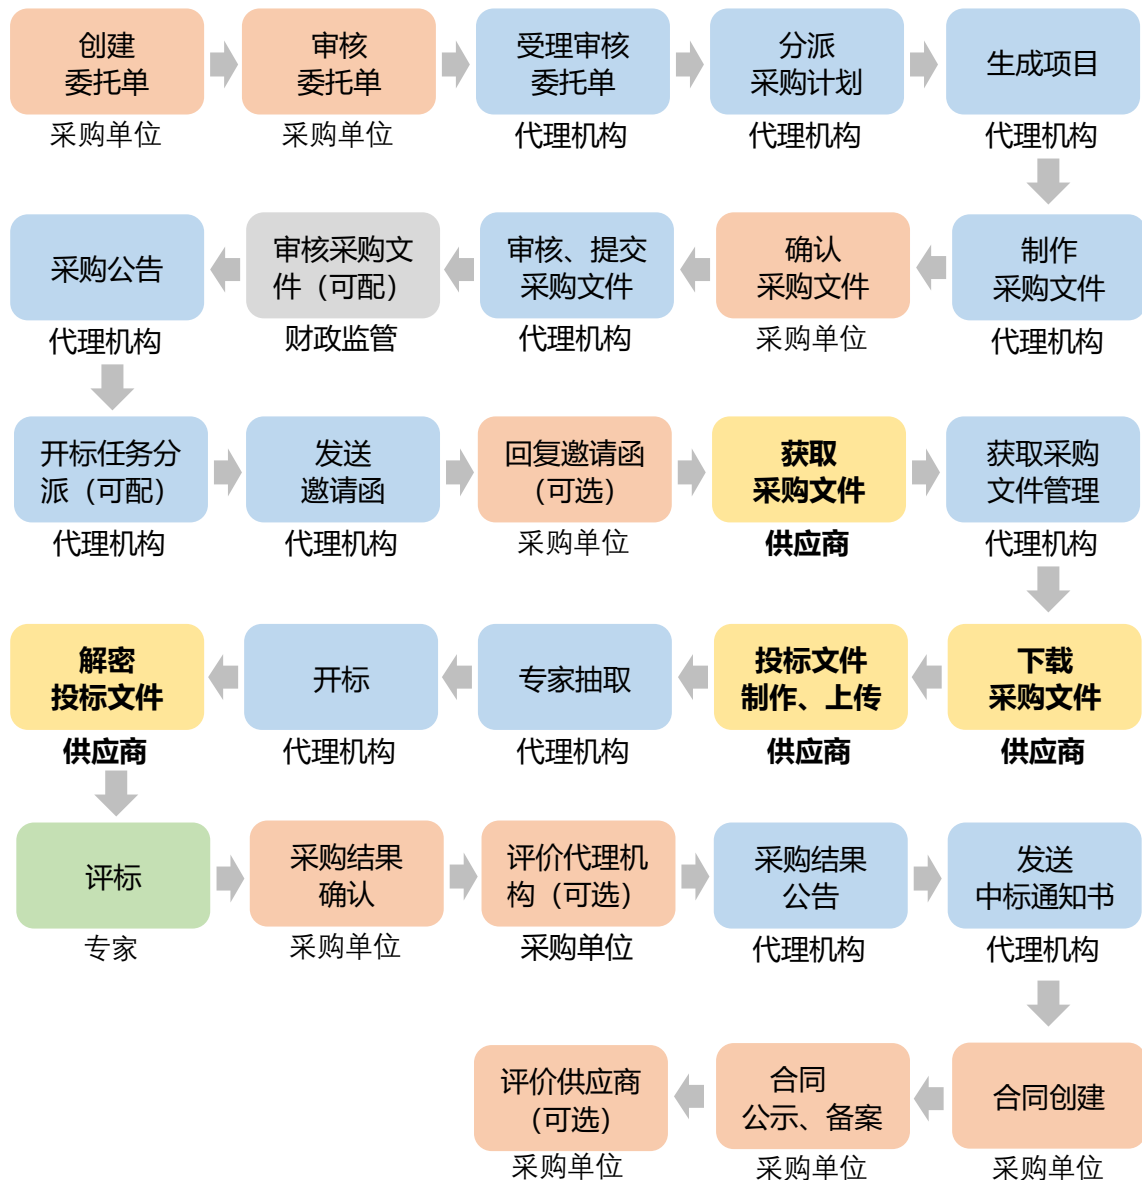 创建
委托单
采购单位
审核
委托单
采购单位
受理审核
委托单
代理机构
分派
采购计划
代理机构
生成项目
代理机构
制作
采购文件
代理机构
确认
采购文件
采购单位
审核、提交
采购文件
代理机构
审核采购文
件（可配）
财政监管
采购公告
代理机构
开标任务分
派（可配）
代理机构
发送
邀请函
代理机构
回复邀请函
(可选）
采购单位
获取
采购文件
供应商
获取采购
文件管理
代理机构
下载
采购文件
供应商
投标文件
制作、上传
供应商
专家抽取
代理机构
开标
代理机构
解密
投标文件
供应商
评标
专家
采购结果
确认
采购单位
评价代理机
构（可选）
采购单位
采购结果
公告
代理机构
发送
中标通知书
代理机构
合同创建
采购单位
合同
公示、备案
采购单位
评价供应商
(可选）
采购单位